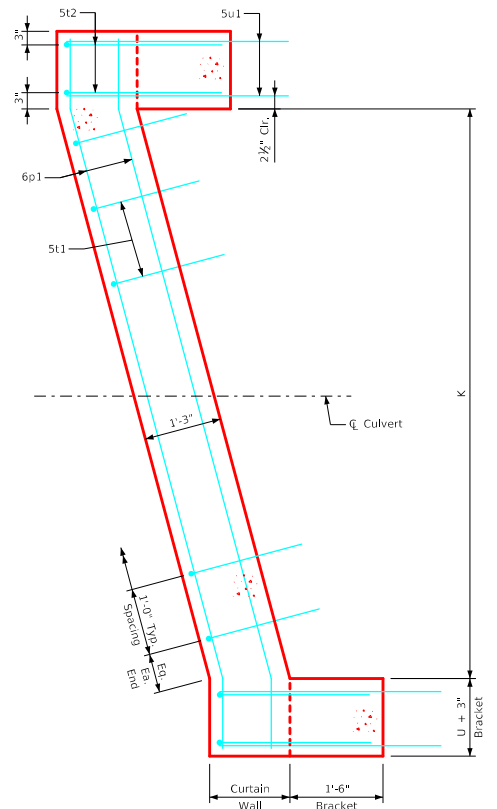 5t2
5u1
3"
3"
2½" Clr.
6p1
5t1
K
1'-3"
℄ Culvert
1'-0" Typ.
Spacing
Eq.
Ea.
End
U + 3"
Bracket
Curtain
Wall
1'-6"
Bracket